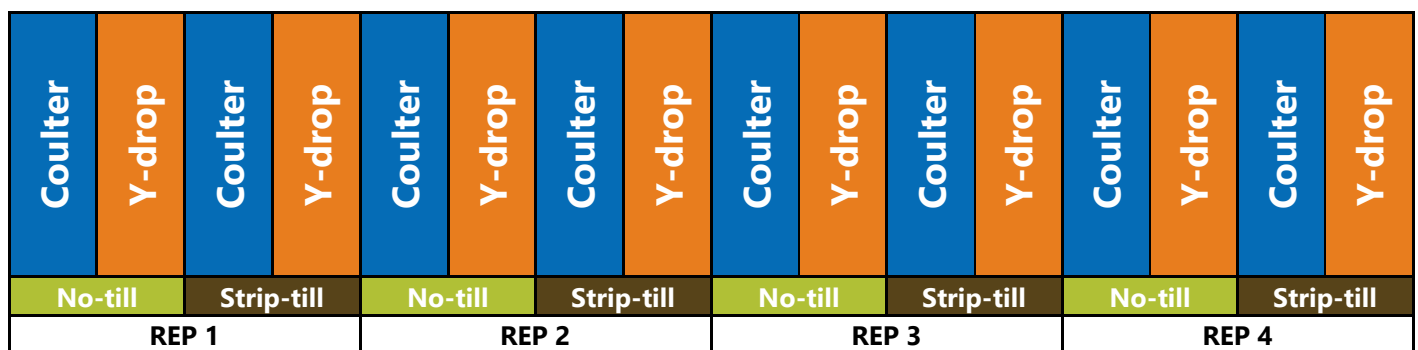 Coulter Y-drop Coulter Y-drop Coulter Y-drop Coulter Y-drop Coulter Y-drop Coulter Y-drop Coulter Y-drop Coulter Y-drop
No-till Strip-till No-till Strip-till No-till Strip-till No-till Strip-till
REP 1 REP 2 REP 3 REP 4